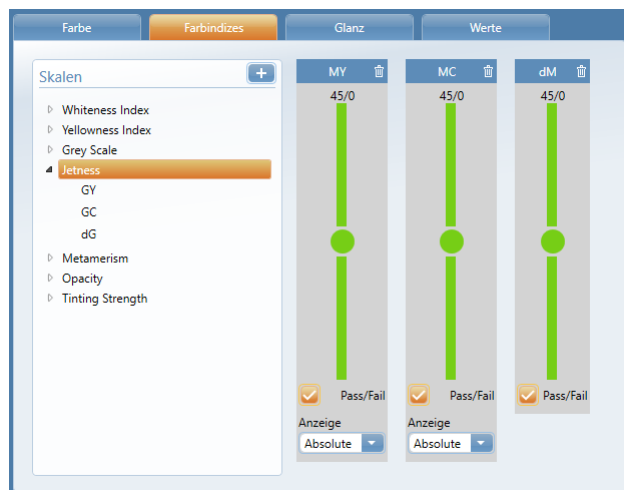 Farbe Farbindizes Glanz Werte
Skalen
Whiteness Index
Yellowness Index
Grey Scale
Jetness
GY
GC
dG
Metamerism
Opacity
Tinting Strength
MY MC dM
45/0 45/0 45/0
Pass/Fail Pass/Fail Pass/Fail
Anzeige Anzeige
Absolute Absolute